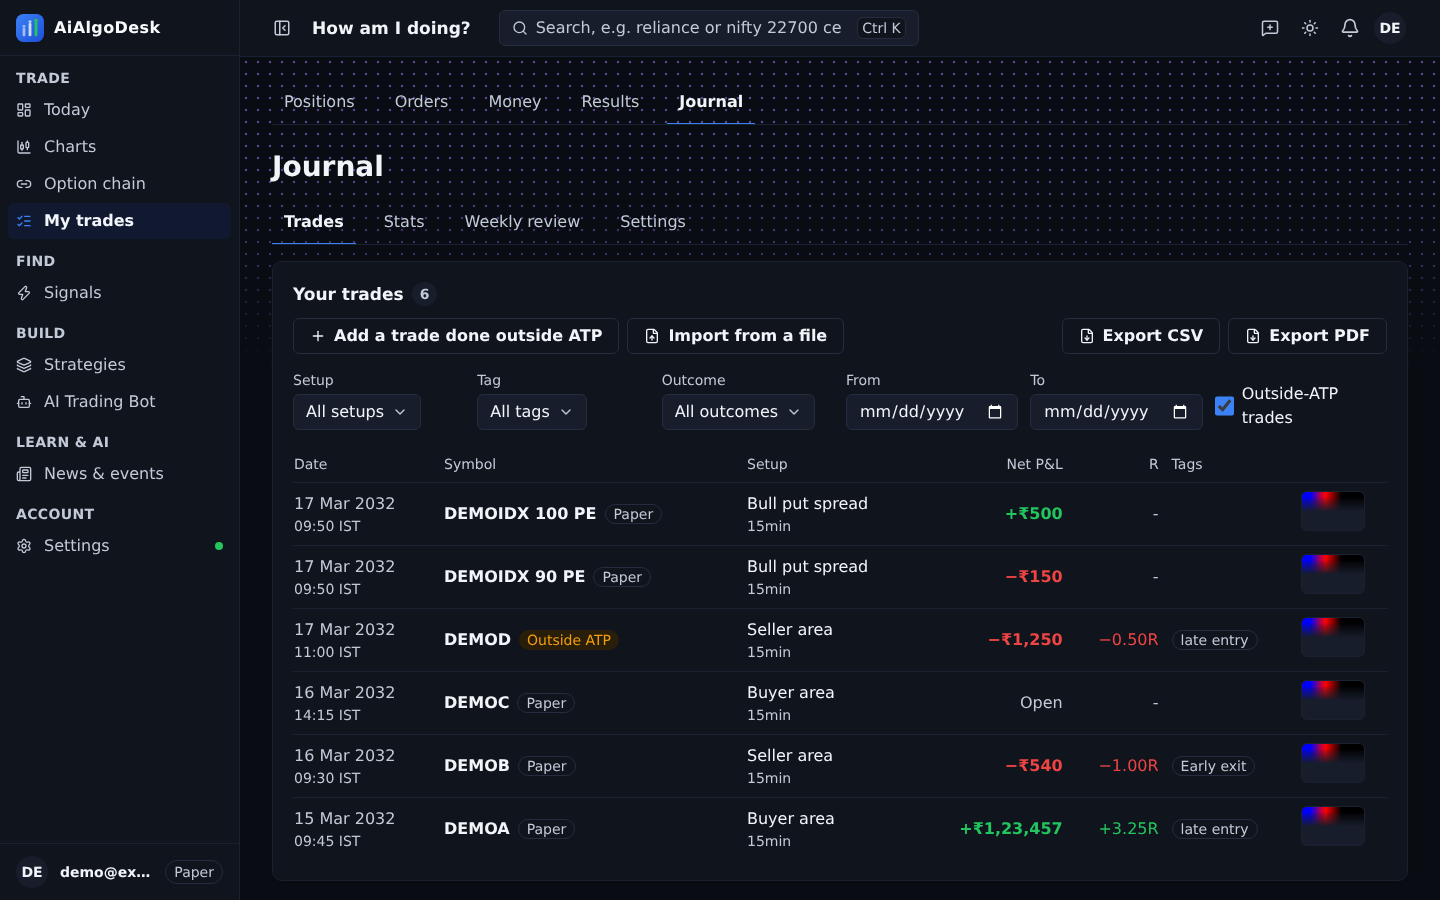 AiAlgoDesk
How am I doing?
Search, e.g. reliance or nifty 22700 ce
Ctrl K
DE
TRADE
Today
Charts
Option chain
My trades
FIND
Signals
BUILD
Strategies
AI Trading Bot
LEARN & AI
News & events
ACCOUNT
Settings
DE demo@ex... Paper
Positions Orders Money Results Journal
Journal
Trades Stats Weekly review Settings
Your trades 6
+ Add a trade done outside ATP Import from a file Export CSV Export PDF
Setup Tag Outcome From To
All setups All tags All outcomes mm/dd/yyyy mm/dd/yyyy Outside-ATP
trades
Date Symbol Setup Net P&L R Tags
17 Mar 2032 DEMOIDX 100 PE Paper Bull put spread +₹500 -
09:50 IST 15min
17 Mar 2032 DEMOIDX 90 PE Paper Bull put spread −₹150 -
09:50 IST 15min
17 Mar 2032 DEMOD Outside ATP Seller area −₹1,250 −0.50R late entry
11:00 IST 15min
16 Mar 2032 DEMOC Paper Buyer area Open -
14:15 IST 15min
16 Mar 2032 DEMOB Paper Seller area −₹540 −1.00R Early exit
09:30 IST 15min
15 Mar 2032 DEMOA Paper Buyer area +₹1,23,457 +3.25R late entry
09:45 IST 15min